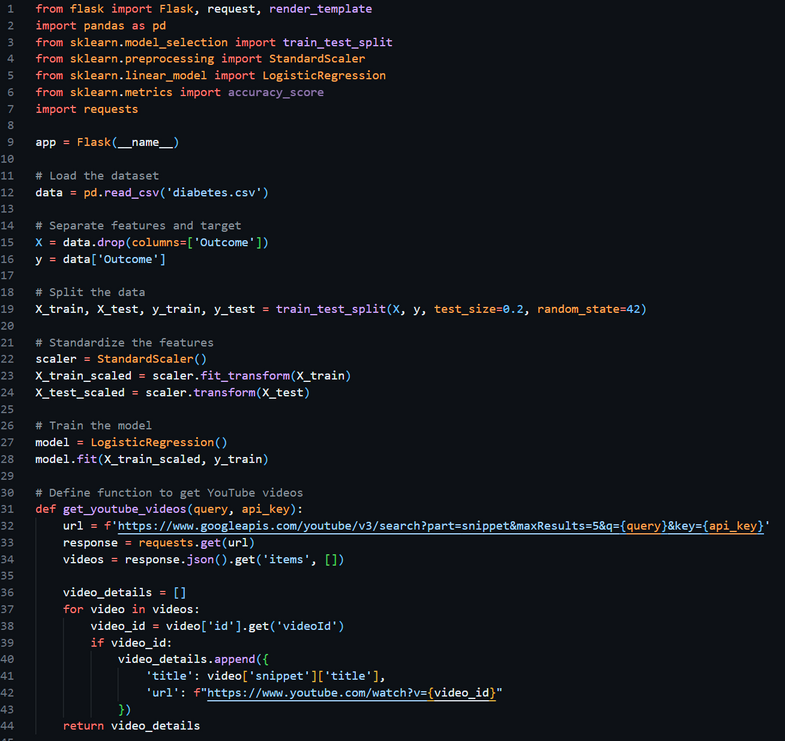 1 from flask import Flask, request, render_template
2 import pandas as pd
3 from sklearn.model_selection import train_test_split
4 from sklearn.preprocessing import StandardScaler
5 from sklearn.linear_model import LogisticRegression
6 from sklearn.metrics import accuracy_score
7 import requests
8
9 app = Flask(__name__)
10
11 # Load the dataset
12 data = pd.read_csv('diabetes.csv')
13
14 # Separate features and target
15 X = data.drop(columns=['Outcome'])
16 y = data['Outcome']
17
18 # Split the data
19 X_train, X_test, y_train, y_test = train_test_split(X, y, test_size=0.2, random_state=42)
20
21 # Standardize the features
22 scaler = StandardScaler()
23 X_train_scaled = scaler.fit_transform(X_train)
24 X_test_scaled = scaler.transform(X_test)
25
26 # Train the model
27 model = LogisticRegression()
28 model.fit(X_train_scaled, y_train)
29
30 # Define function to get YouTube videos
31 def get_youtube_videos(query, api_key):
32     url = f'https://www.googleapis.com/youtube/v3/search?part=snippet&maxResults=5&q={query}&key={api_key}'
33     response = requests.get(url)
34     videos = response.json().get('items', [])
35
36     video_details = []
37     for video in videos:
38         video_id = video['id'].get('videoId')
39         if video_id:
40             video_details.append({
41                 'title': video['snippet']['title'],
42                 'url': f"https://www.youtube.com/watch?v={video_id}"
43             })
44     return video_details